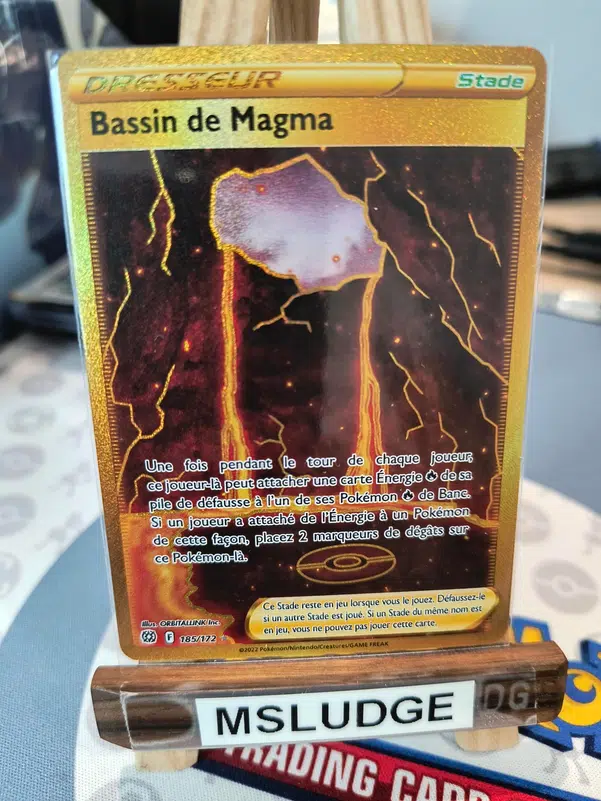 DRESSEUR
Stade
Bassin de Magma
Une fois pendant le tour de chaque joueur,
ce joueur-là peut attacher une carte Énergie de sa
pile de défausse à l'un de ses Pokémon de Banc.
Si un joueur a attaché de l'Énergie à un Pokémon
de cette façon, placez 2 marqueurs de dégâts sur
ce Pokémon-là.
Ce Stade reste en jeu lorsque vous le jouez. Défaussez-le
si un autre Stade est joué. Si un Stade du même nom est
en jeu, vous ne pouvez pas jouer cette carte.
Illus. ORBITALLINK Inc.
F 185/172
©2022 Pokémon/Nintendo/Creatures/GAME FREAK
MSLUDGE
TRADING CARD